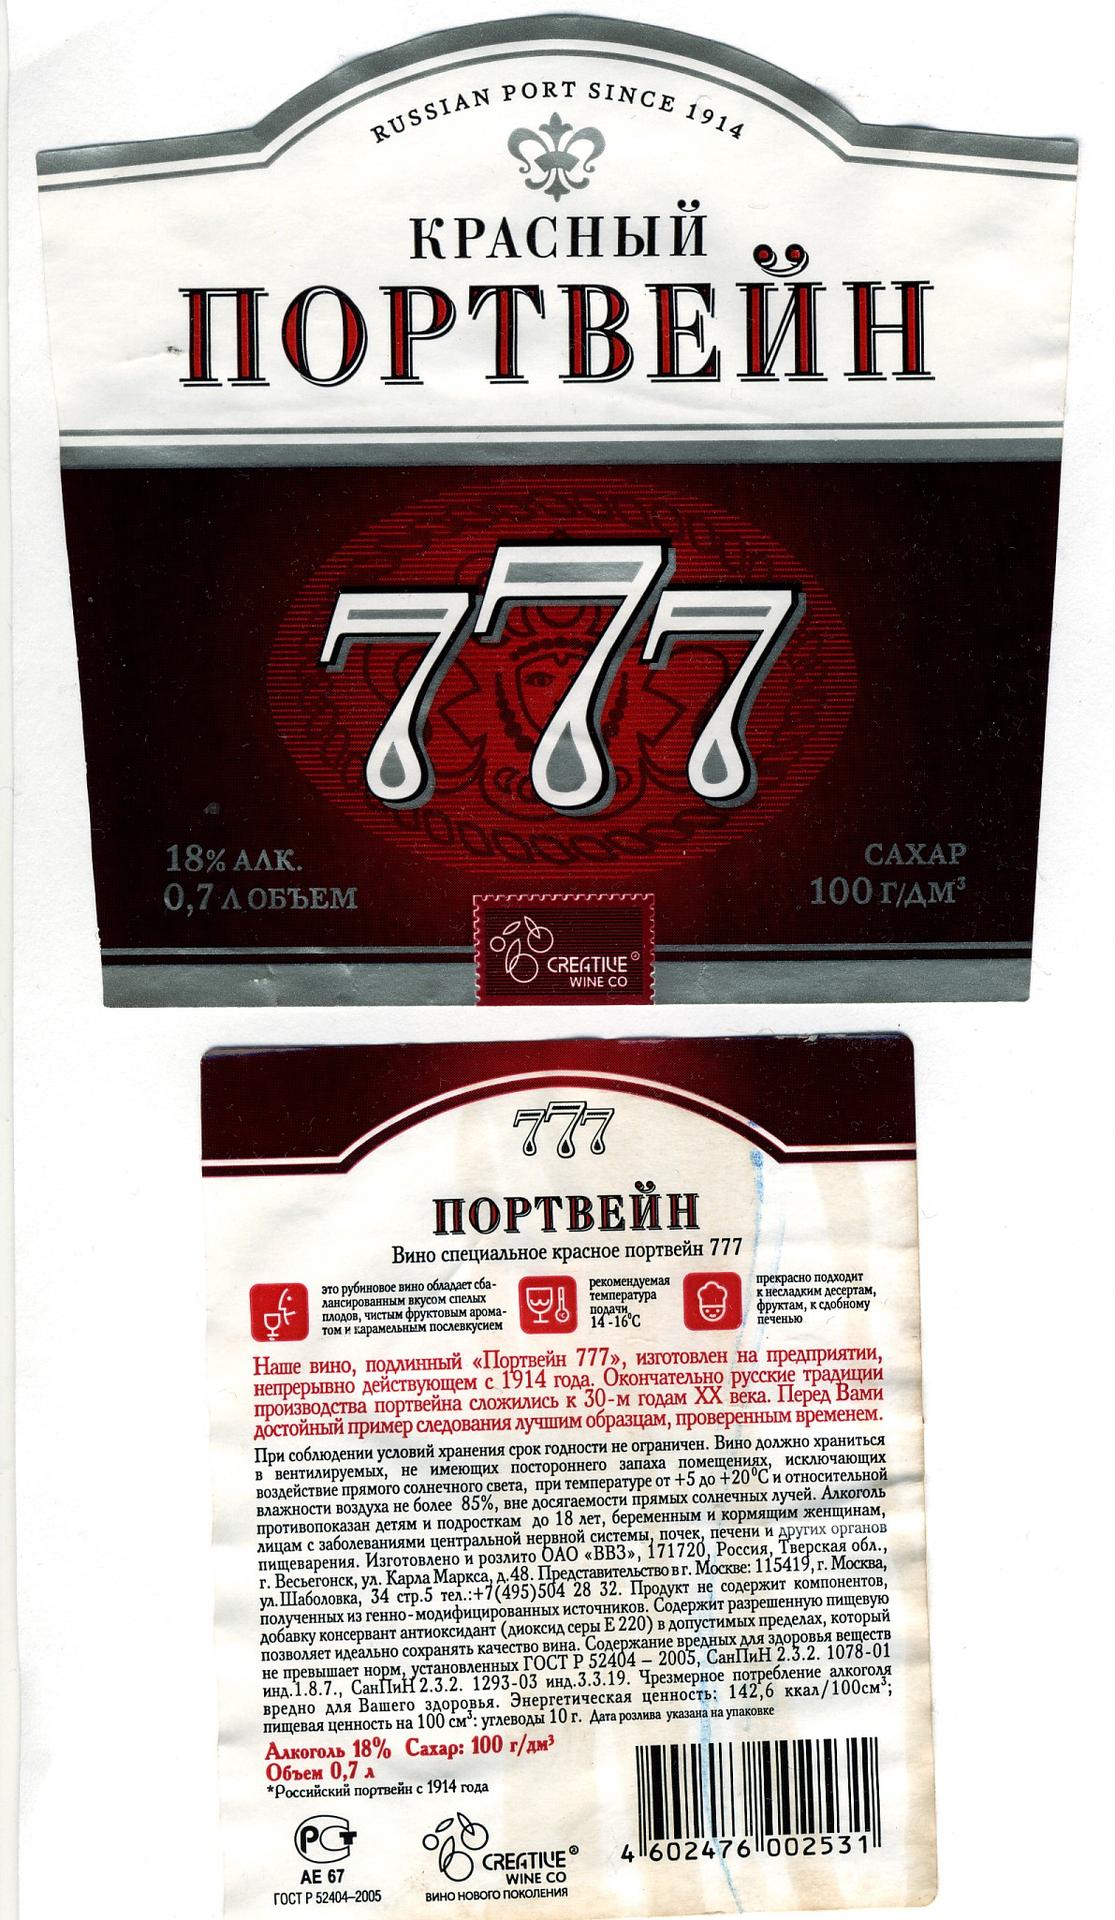 RUSSIAN PORT SINCE 1914
КРАСНЫЙ
ПОРТВЕЙН
777
18% АЛК.
0,7 Л ОБЪЕМ
САХАР
100 Г/ДМ³
CREATIVE®
WINE CO
777
ПОРТВЕЙН
Вино специальное красное портвейн 777
это рубиновое вино обладает сба-
лансированным вкусом спелых
плодов, чистым фруктовым арома-
том и карамельным послевкусием
рекомендуемая
температура
подачи
14-16°С
прекрасно подходит
к несладким десертам,
фруктам, к сдобному
печенью
Наше вино, подлинный «Портвейн 777», изготовлен на предприятии,
непрерывно действующем с 1914 года. Окончательно русские традиции
производства портвейна сложились к 30-м годам XX века. Перед Вами
достойный пример следования лучшим образцам, проверенным временем.
При соблюдении условий хранения срок годности не ограничен. Вино должно храниться
в вентилируемых, не имеющих постороннего запаха помещениях, исключающих
воздействие прямого солнечного света, при температуре от +5 до +20°С и относительной
влажности воздуха не более 85%, вне досягаемости прямых солнечных лучей. Алкоголь
противопоказан детям и подросткам до 18 лет, беременным и кормящим женщинам,
лицам с заболеваниями центральной нервной системы, почек, печени и других органов
пищеварения. Изготовлено и розлито ОАО «ВВЗ», 171720, Россия, Тверская обл.,
г. Весьегонск, ул. Карла Маркса, д.48. Представительство в г. Москве: 115419, г. Москва,
ул.Шаболовка, 34 стр.5 тел.:+7(495)504 28 32. Продукт не содержит компонентов,
полученных из генно-модифицированных источников. Содержит разрешенную пищевую
добавку консервант антиоксидант (диоксид серы Е 220) в допустимых пределах, который
позволяет идеально сохранять качество вина. Содержание вредных для здоровья веществ
не превышает норм, установленных ГОСТ Р 52404 – 2005, СанПиН 2.3.2. 1078-01
инд.1.8.7., СанПиН 2.3.2. 1293-03 инд.3.3.19. Чрезмерное потребление алкоголя
вредно для Вашего здоровья. Энергетическая ценность: 142,6 ккал/100см³;
пищевая ценность на 100 см³: углеводы 10 г. Дата розлива указана на упаковке
Алкоголь 18% Сахар: 100 г/дм³
Объем 0,7 л
*Российский портвейн с 1914 года
РСТ
АЕ 67
ГОСТ Р 52404–2005
CREATIVE®
WINE CO
ВИНО НОВОГО ПОКОЛЕНИЯ
4 602476 002531